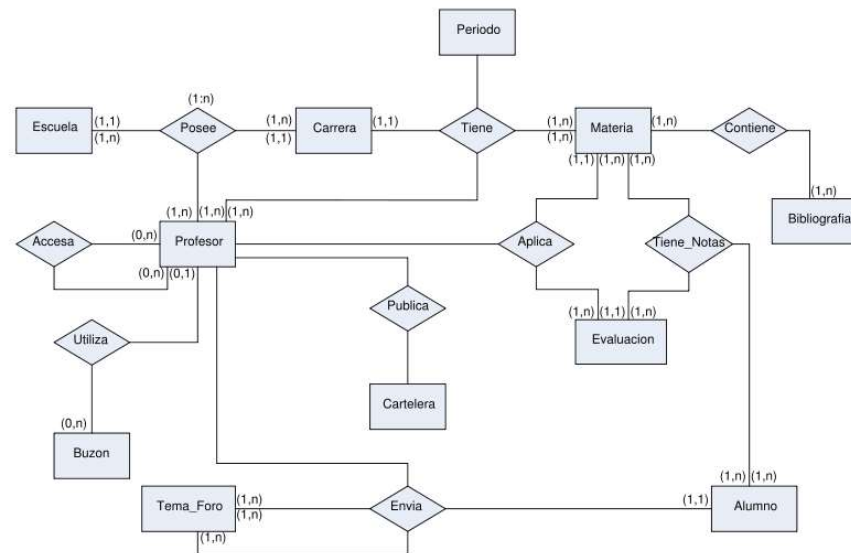 Periodo
(1:n)
Escuela
(1,1)
(1,n)
Posee
(1,n)
(1,1)
Carrera
(1,1)
Tiene
(1,n)
(1,n)
Materia
(1,n)
Contiene
(1,1) (1,n) (1,n)
(1,n) (1,n) (1,n)
(1,n)
Bibliografia
Accesa
(0,n)
Profesor
Aplica
Tiene_Notas
(0,n) (0,1)
Publica
(1,n) (1,1) (1,n)
Utiliza
Evaluacion
Cartelera
(0,n)
Buzon
(1,n) (1,n)
Tema_Foro
(1,n)
(1,n)
Envia
(1,1)
Alumno
(1,n)